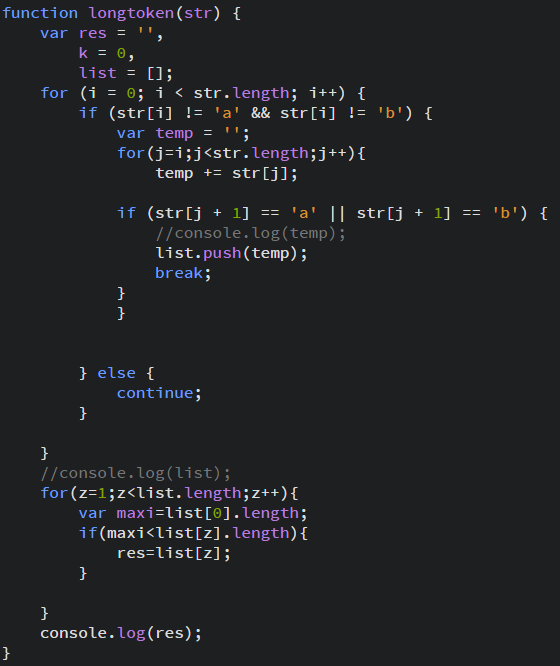 function longtoken(str) {
    var res = '',
        k = 0,
        list = [];
    for (i = 0; i < str.length; i++) {
        if (str[i] != 'a' && str[i] != 'b') {
            var temp = '';
            for(j=i;j<str.length;j++){
                temp += str[j];

            if (str[j + 1] == 'a' || str[j + 1] == 'b') {
                //console.log(temp);
                list.push(temp);
                break;
            }
            }


        } else {
            continue;
        }

    }
    //console.log(list);
    for(z=1;z<list.length;z++){
        var maxi=list[0].length;
        if(maxi<list[z].length){
            res=list[z];
        }

    }
    console.log(res);
}